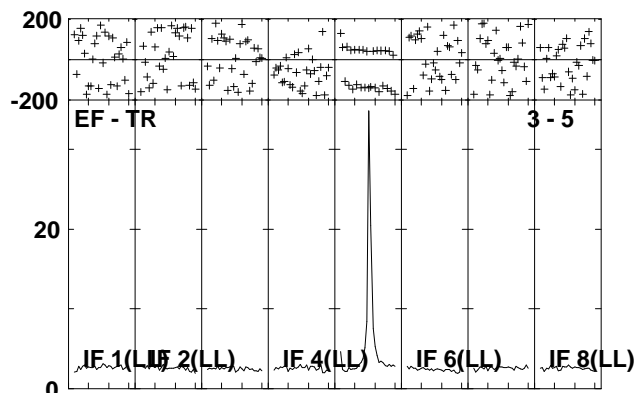 200
-200
EF - TR 3 - 5
20
IF 1(LL) IF 2(LL) IF 4(LL) IF 6(LL) IF 8(LL)
0